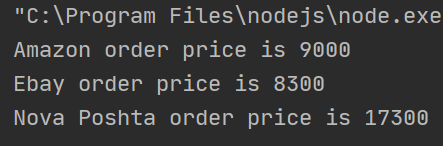 "C:\Program Files\nodejs\node.exe
Amazon order price is 9000
Ebay order price is 8300
Nova Poshta order price is 17300